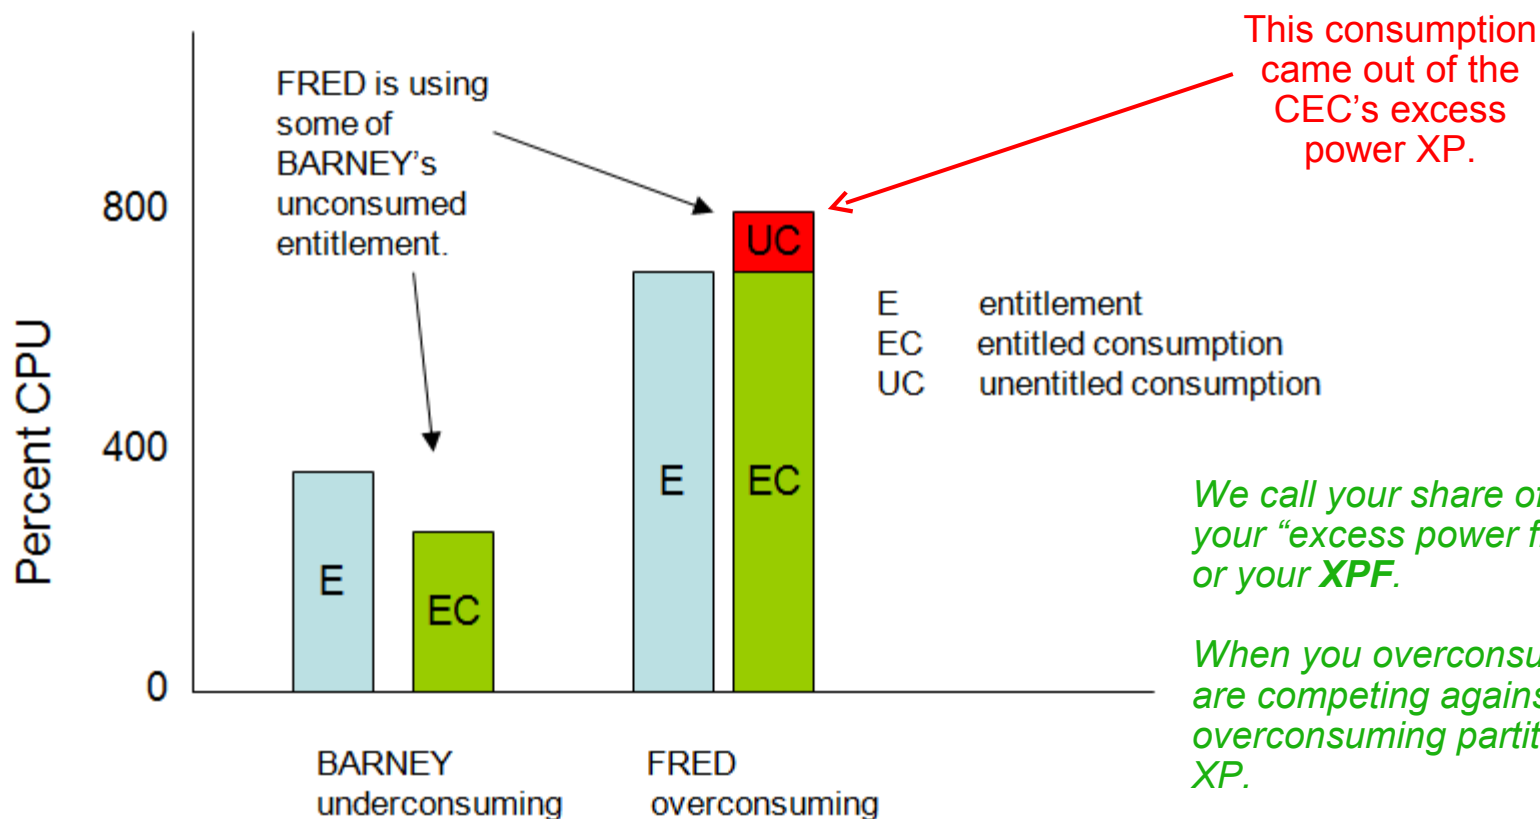 This consumption
came out of the
CEC's excess
power XP.
FRED is using
some of
BARNEY's
unconsumed
entitlement.
Percent CPU
800
400
0
UC
E
EC
E
EC
E entitlement
EC entitled consumption
UC unentitled consumption
We call your share of
your “excess power f
or your XPF.
When you overconsu
are competing agains
overconsuming partit
XP.
BARNEY
underconsuming
FRED
overconsuming